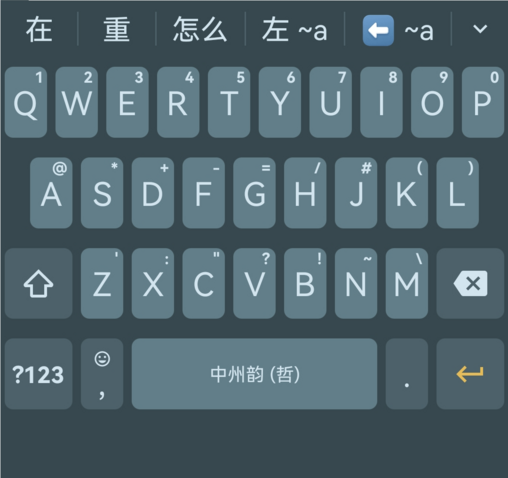 在 重 怎么 左 ~a ⬅️ ~a
1 2 3 4 5 6 7 8 9 0
Q W E R T Y U I O P
@ * + - = / # ( )
A S D F G H J K L
' : " ? ! ~ \
Z X C V B N M
?123 , 中州韵 (哲) .